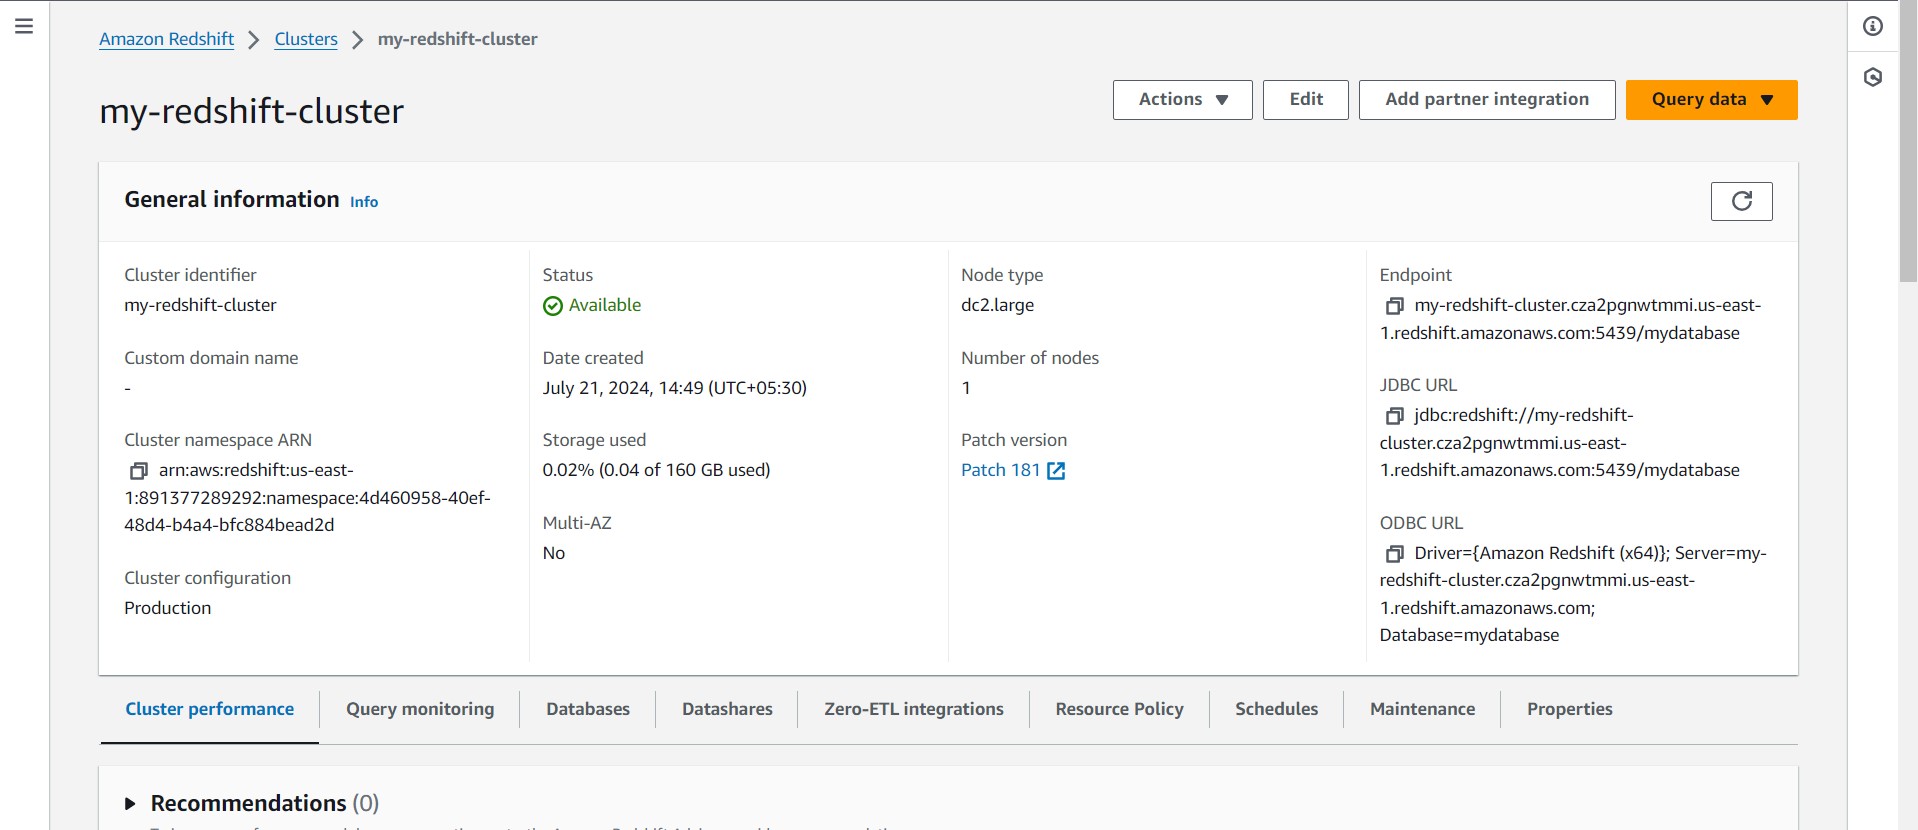 Amazon Redshift > Clusters > my-redshift-cluster
my-redshift-cluster
Actions
Edit
Add partner integration
Query data
General information Info
Cluster identifier
my-redshift-cluster
Custom domain name
-
Cluster namespace ARN
arn:aws:redshift:us-east-
1:891377289292:namespace:4d460958-40ef-
48d4-b4a4-bfc884bead2d
Cluster configuration
Production
Status
Available
Date created
July 21, 2024, 14:49 (UTC+05:30)
Storage used
0.02% (0.04 of 160 GB used)
Multi-AZ
No
Node type
dc2.large
Number of nodes
1
Patch version
Patch 181
Endpoint
my-redshift-cluster.cza2pgnwtmmi.us-east-
1.redshift.amazonaws.com:5439/mydatabase
JDBC URL
jdbc:redshift://my-redshift-
cluster.cza2pgnwtmmi.us-east-
1.redshift.amazonaws.com:5439/mydatabase
ODBC URL
Driver={Amazon Redshift (x64)}; Server=my-
redshift-cluster.cza2pgnwtmmi.us-east-
1.redshift.amazonaws.com;
Database=mydatabase
Cluster performance
Query monitoring
Databases
Datashares
Zero-ETL integrations
Resource Policy
Schedules
Maintenance
Properties
Recommendations (0)